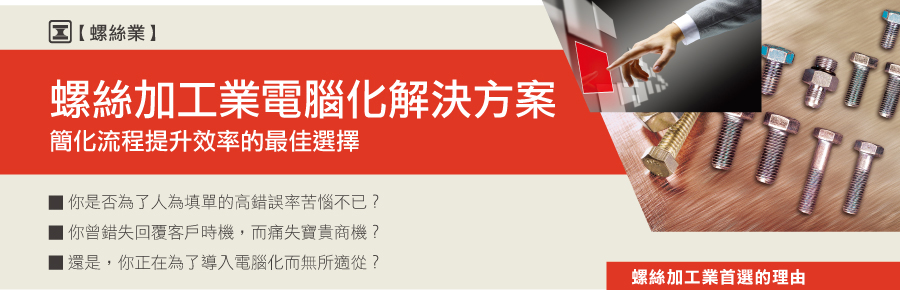 【螺絲業】
螺絲加工業電腦化解決方案
簡化流程提升效率的最佳選擇
■ 你是否為了人為填單的高錯誤率苦惱不已？
■ 你曾錯失回覆客戶時機，而痛失寶貴商機？
■ 還是，你正在為了導入電腦化而無所適從？
螺絲加工業首選的理由